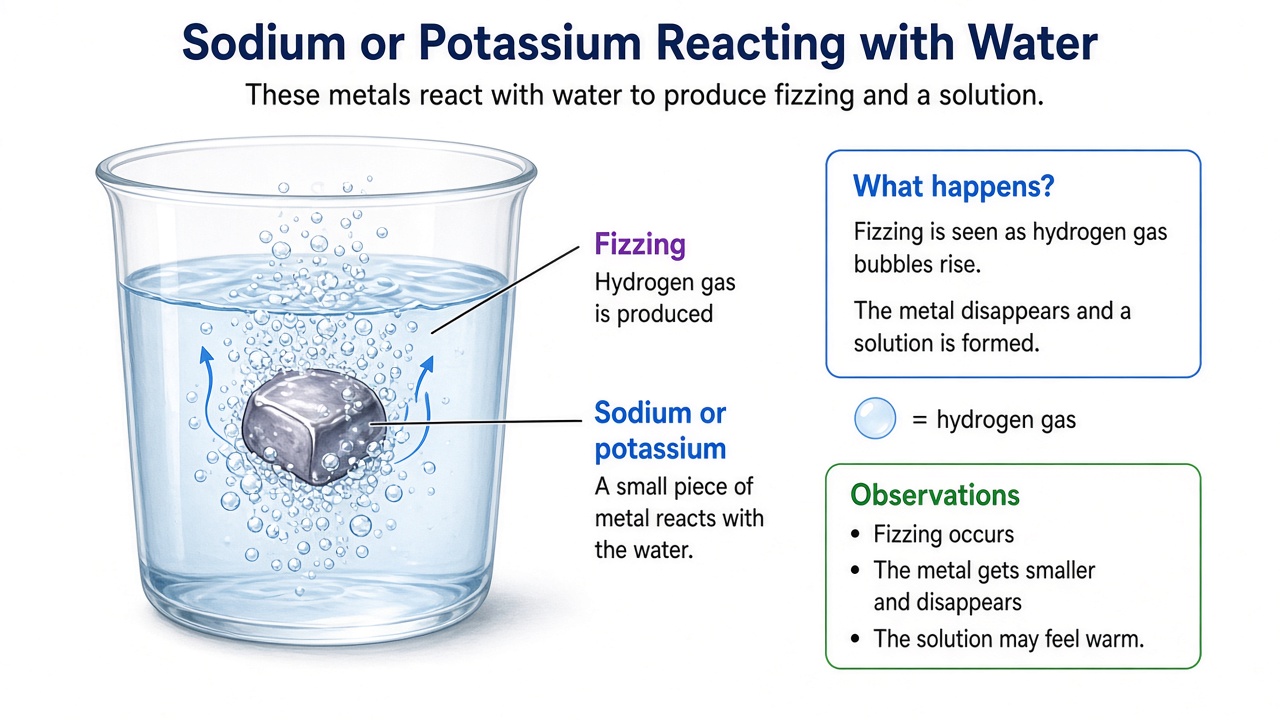 Sodium or Potassium Reacting with Water
These metals react with water to produce fizzing and a solution.
Fizzing
Hydrogen gas
is produced
Sodium or
potassium
A small piece of
metal reacts with
the water.
What happens?
Fizzing is seen as hydrogen gas
bubbles rise.
The metal disappears and a
solution is formed.
= hydrogen gas
Observations
• Fizzing occurs
• The metal gets smaller
and disappears
• The solution may feel warm.